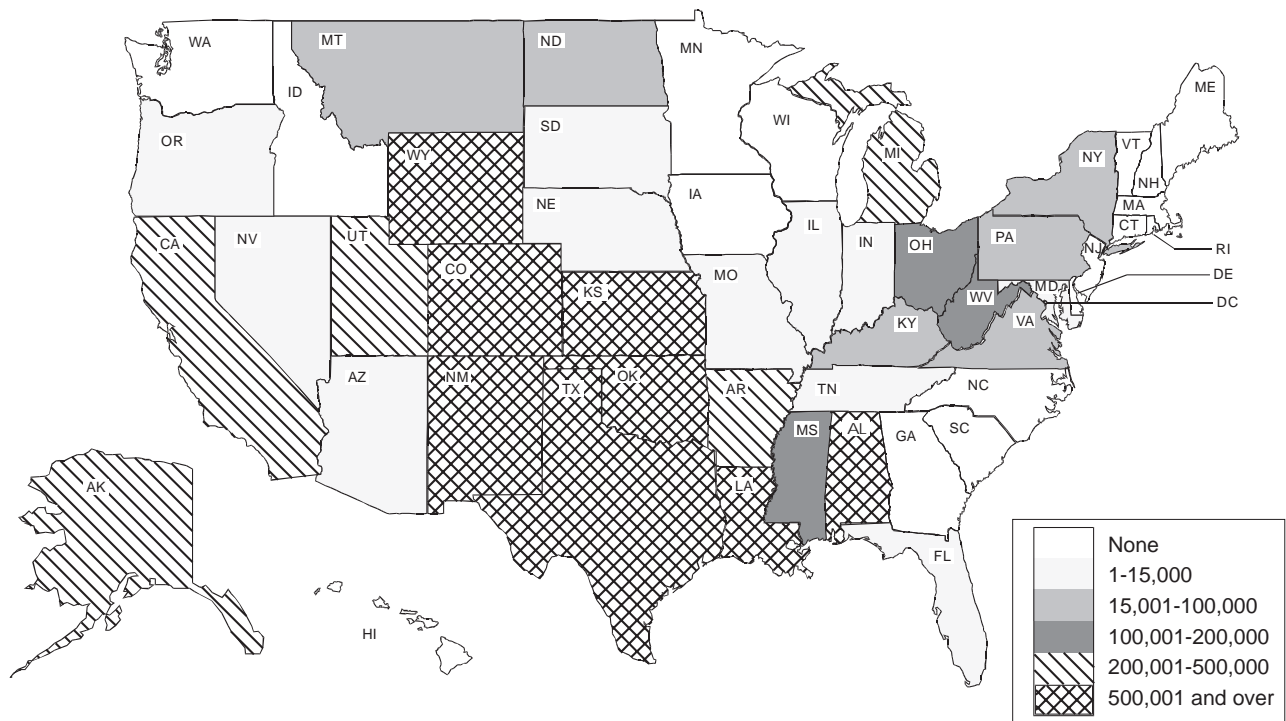 WA
MT
ND
MN
ME
ID
OR
SD
WI
WY
MI
NY
VT
NH
MA
CT
RI
IA
NE
CA
NV
UT
CO
KS
MO
IL
IN
OH
PA
NJ
MD
DE
DC
WV
VA
KY
AZ
NM
TX
OK
AR
TN
NC
SC
MS
AL
GA
LA
FL
AK
HI
None
1-15,000
15,001-100,000
100,001-200,000
200,001-500,000
500,001 and over